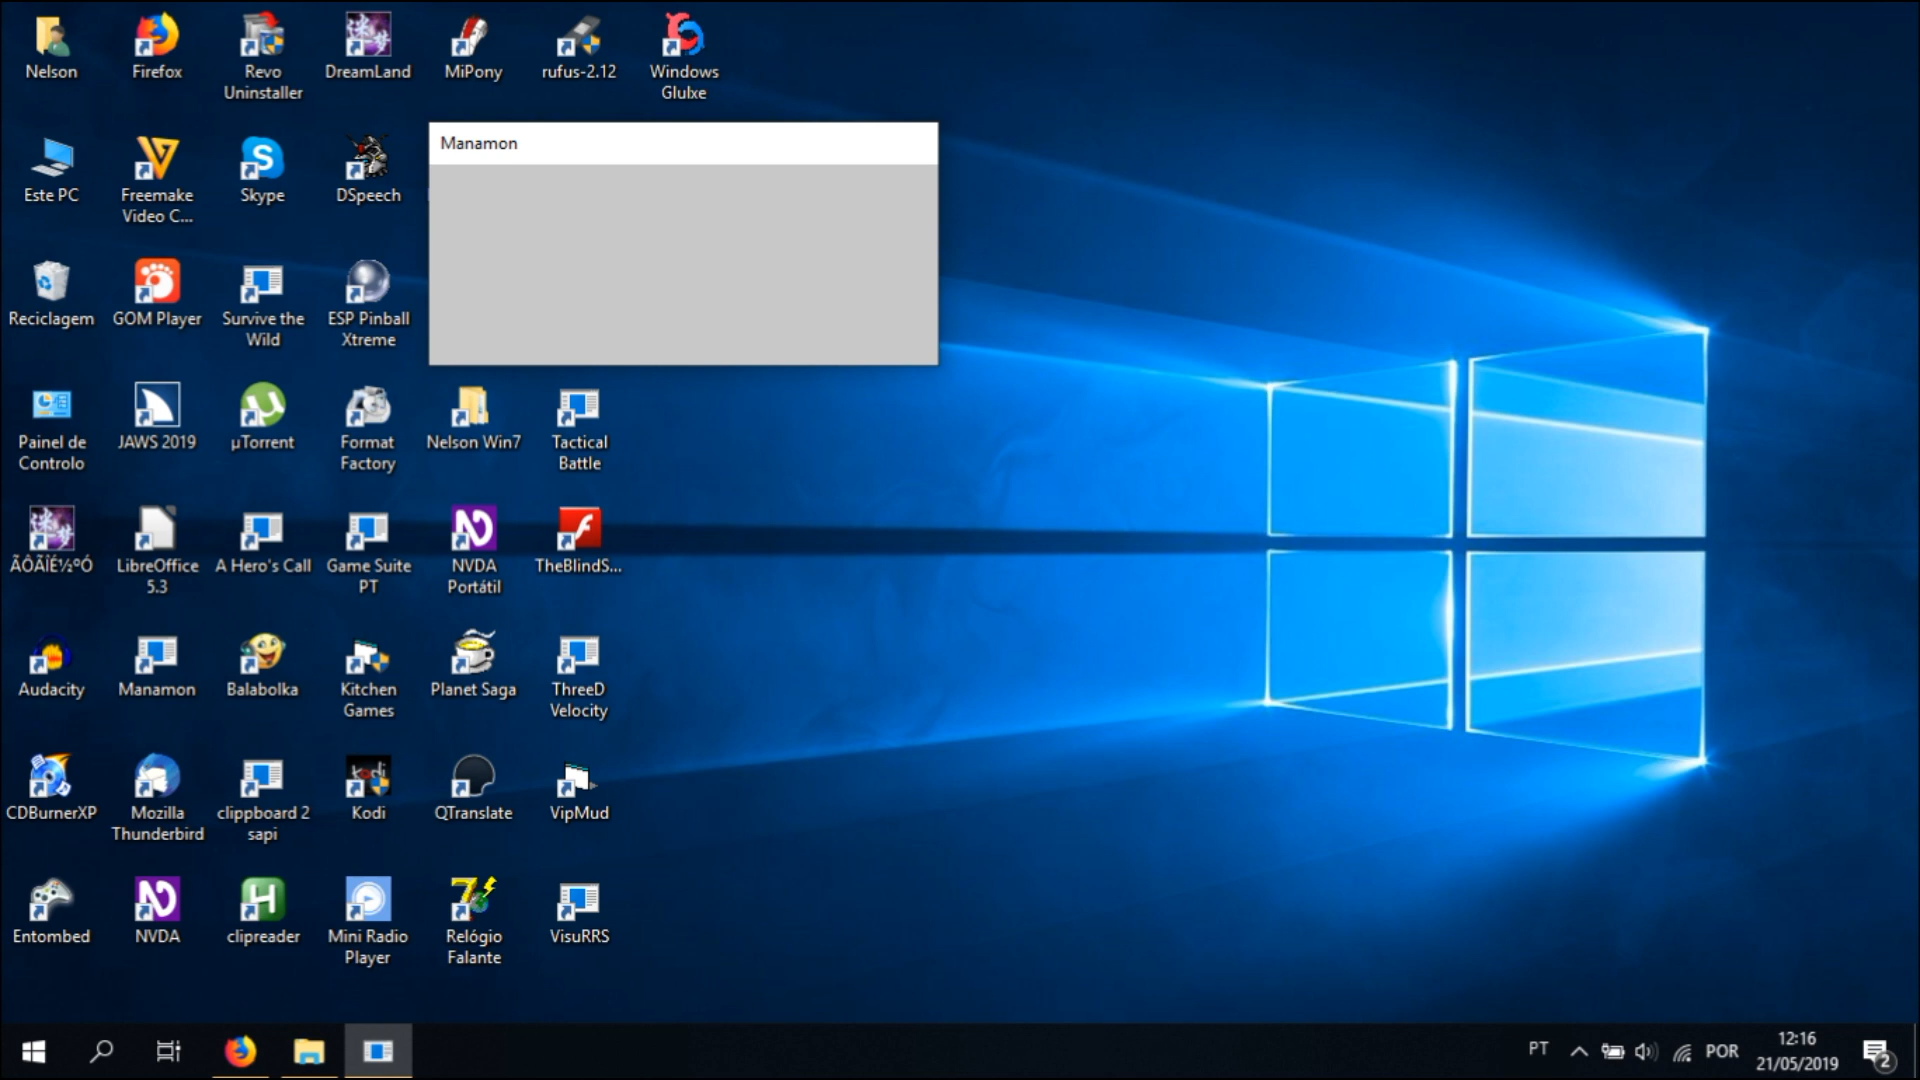 Nelson
Firefox
Revo
Uninstaller
DreamLand
MiPony
rufus-2.12
Windows
Glulxe
Manamon
Este PC
Freemake
Video C...
Skype
DSpeech
Reciclagem
GOM Player
Survive the
Wild
ESP Pinball
Xtreme
Painel de
Controlo
JAWS 2019
µTorrent
Format
Factory
Nelson Win7
Tactical
Battle
ÃÔÃÎÉ½ºÓ
LibreOffice
5.3
A Hero's Call
Game Suite
PT
NVDA
Portátil
TheBlindS...
Audacity
Manamon
Balabolka
Kitchen
Games
Planet Saga
ThreeD
Velocity
CDBurnerXP
Mozilla
Thunderbird
clippboard 2
sapi
Kodi
QTranslate
VipMud
Entombed
NVDA
clipreader
Mini Radio
Player
Relógio
Falante
VisuRRS
PT
POR
12:16
21/05/2019
2